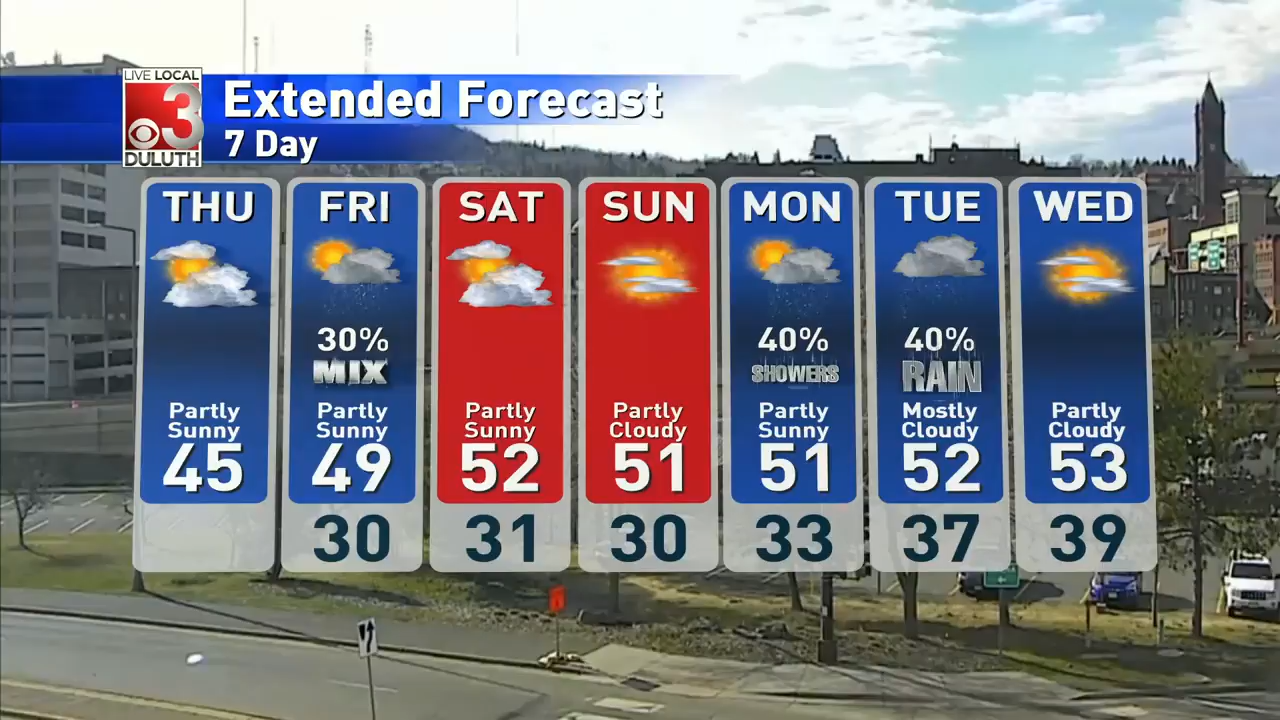 LIVE LOCAL
3
DULUTH
Extended Forecast
7 Day
THU
Partly
Sunny
45
FRI
30%
MIX
Partly
Sunny
49
30
SAT
Partly
Sunny
52
31
SUN
Partly
Cloudy
51
30
MON
40%
SHOWERS
Partly
Sunny
51
33
TUE
40%
RAIN
Mostly
Cloudy
52
37
WED
Partly
Cloudy
53
39